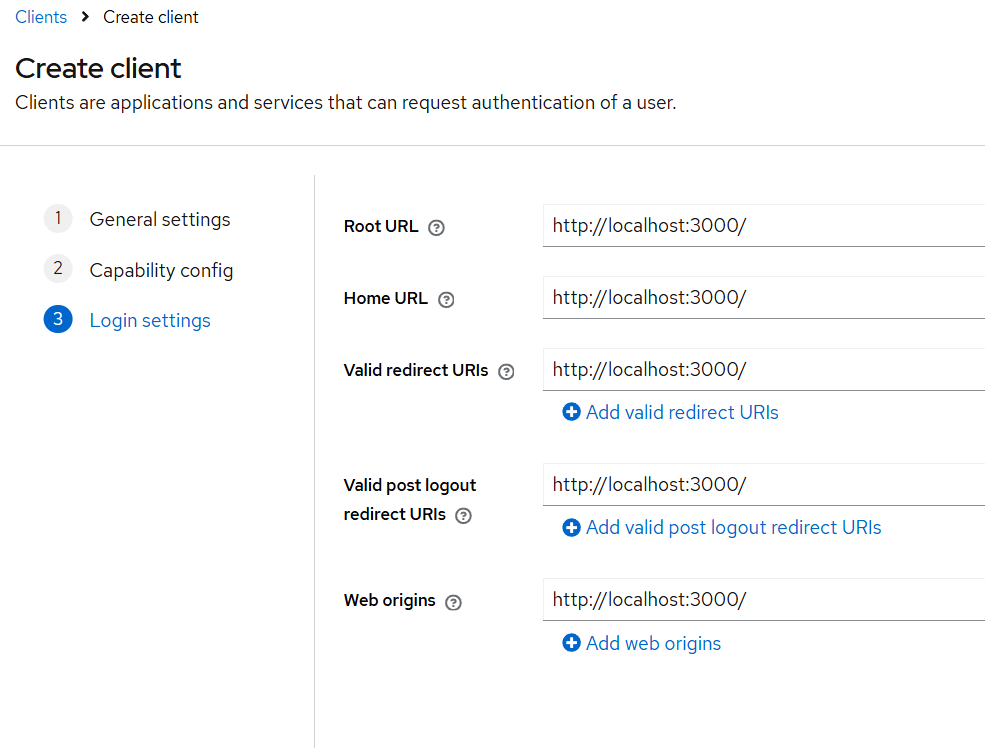 Clients > Create client
Create client
Clients are applications and services that can request authentication of a user.
1 General settings
2 Capability config
3 Login settings
Root URL ? http://localhost:3000/
Home URL ? http://localhost:3000/
Valid redirect URIs ? http://localhost:3000/
Add valid redirect URIs
Valid post logout
redirect URIs ? http://localhost:3000/
Add valid post logout redirect URIs
Web origins ? http://localhost:3000/
Add web origins